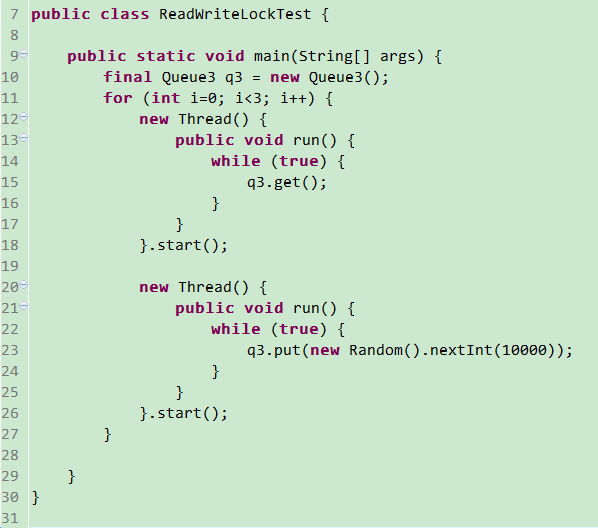 7 public class ReadWriteLockTest {
8
9     public static void main(String[] args) {
10         final Queue3 q3 = new Queue3();
11         for (int i=0; i<3; i++) {
12             new Thread() {
13                 public void run() {
14                     while (true) {
15                         q3.get();
16                     }
17                 }
18             }.start();
19
20             new Thread() {
21                 public void run() {
22                     while (true) {
23                         q3.put(new Random().nextInt(10000));
24                     }
25                 }
26             }.start();
27         }
28
29     }
30 }
31